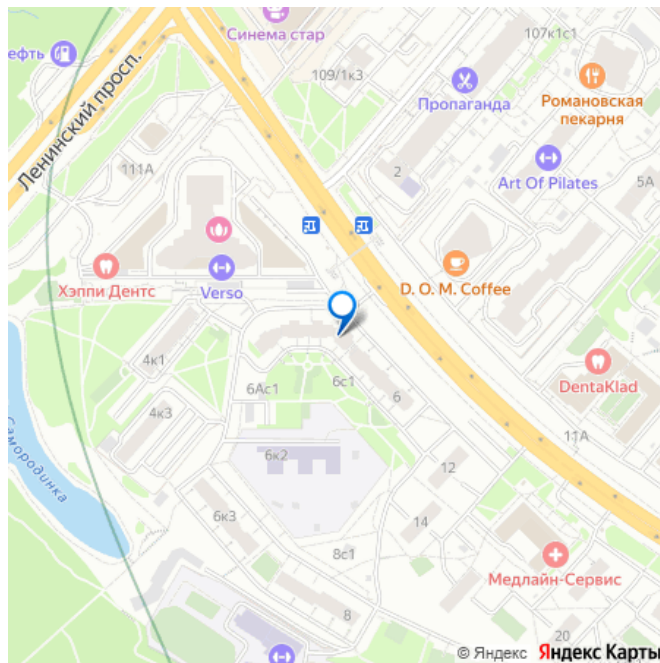 Синема стар
107к1с1
ефть
109/1к3
Пропаганда
Романовская
пекарня
Ленинский просп.
111А
2
Art Of Pilates
5А
Хэппи Дентс
Verso
D. O. M. Coffee
4к1
6Ас1
6с1
6
DentaKlad
4к3
11А
Самородинка
6к2
12
6к3
14
8с1
Медлайн-Сервис
8
20
© Яндекс Яндекс Карты